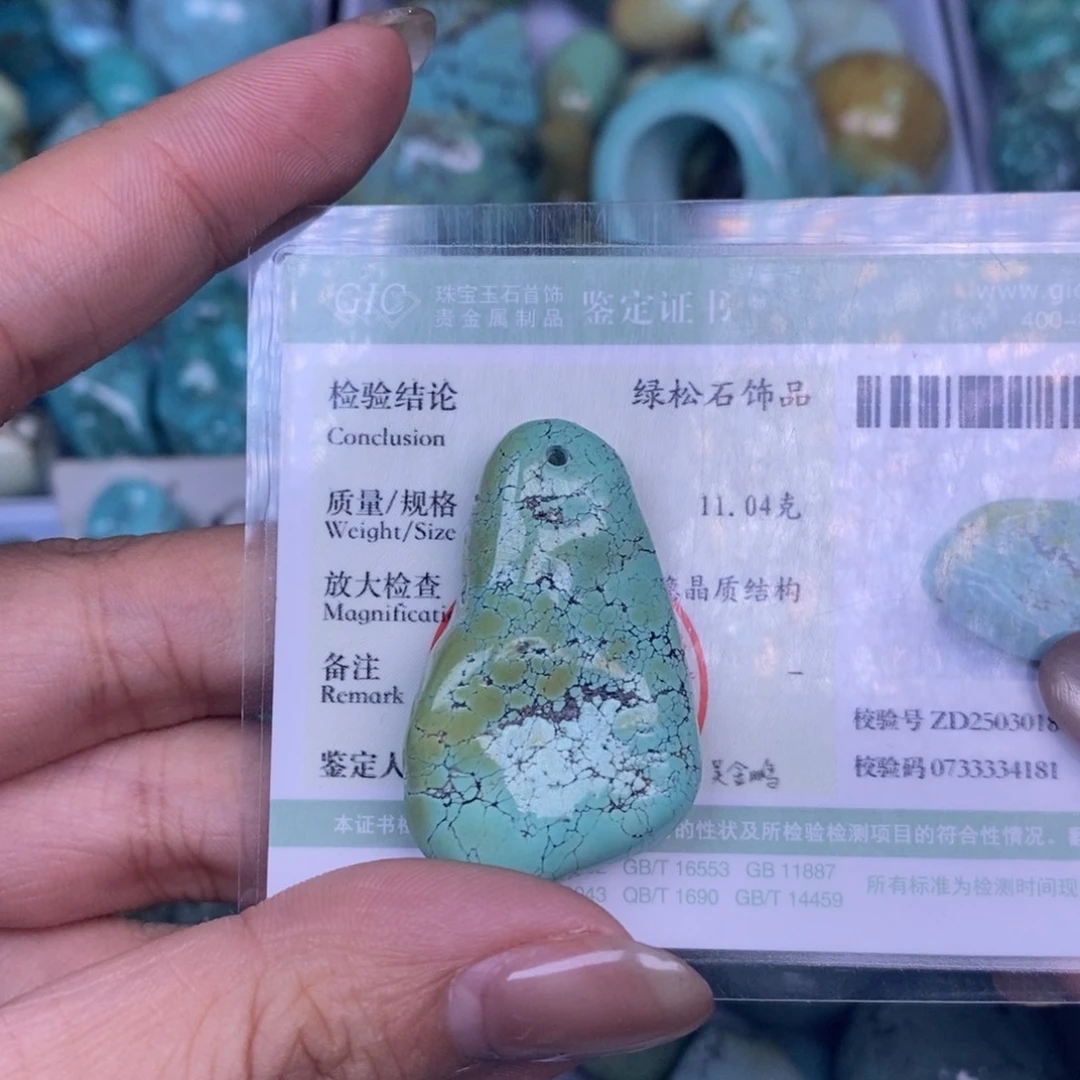 GIC 珠宝玉石首饰 鉴定证书
贵金属制品
www.gi
400-
检验结论 绿松石饰品
Conclusion
质量/规格 11.04克
Weight/Size
放大检查 晶质结构
Magnificati
备注 –
Remark
鉴定人
校验号 ZD2503018
校验码 0733334181
本证书 的性状及所检验检测项目的符合性情况。
GB/T 16553 GB 11887
QB/T 1690 GB/T 14459
所有标准为检测时间现